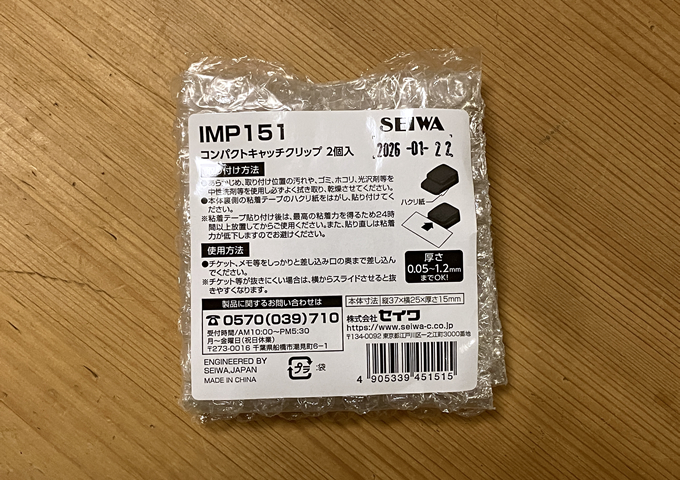 IMP151
SEIWA
コンパクトキャッチクリップ 2個入
2026 -01- 22
り付け方法
●あらかじめ、取り付け位置の汚れや、ゴミ、ホコリ、光沢剤等を
中性洗剤等を使用し必ずよく拭き取り、乾燥させてください。
●本体裏側の粘着テープのハクリ紙をはがし、貼り付けてく
ださい。
※粘着テープ貼り付け後は、最高の粘着力を得るため24時
間以上放置してからご使用ください。また、貼り直しは粘着
力が低下しますのでお避けください。
ハクリ紙
使用方法
●チケット、メモ等をしっかりと差し込み口の奥まで差し込ん
でください。
※チケット等が抜きにくい場合は、横からスライドさせると抜
きやすくなります。
厚さ
0.05~1.2mm
までOK!
製品に関するお問い合わせは
☎0570(039)710
受付時間/AM10:00〜PM5:30
月〜金曜日(祝日休業)
〒273-0016 千葉県船橋市潮見町6-1
本体寸法 縦37×横25×厚さ15mm
株式会社 セイワ
https://www.seiwa-c.co.jp
〒134-0092 東京都江戸川区一之江町3000番地
ENGINEERED BY
SEIWA.JAPAN
MADE IN CHINA
プラ :袋
4 905339 451515